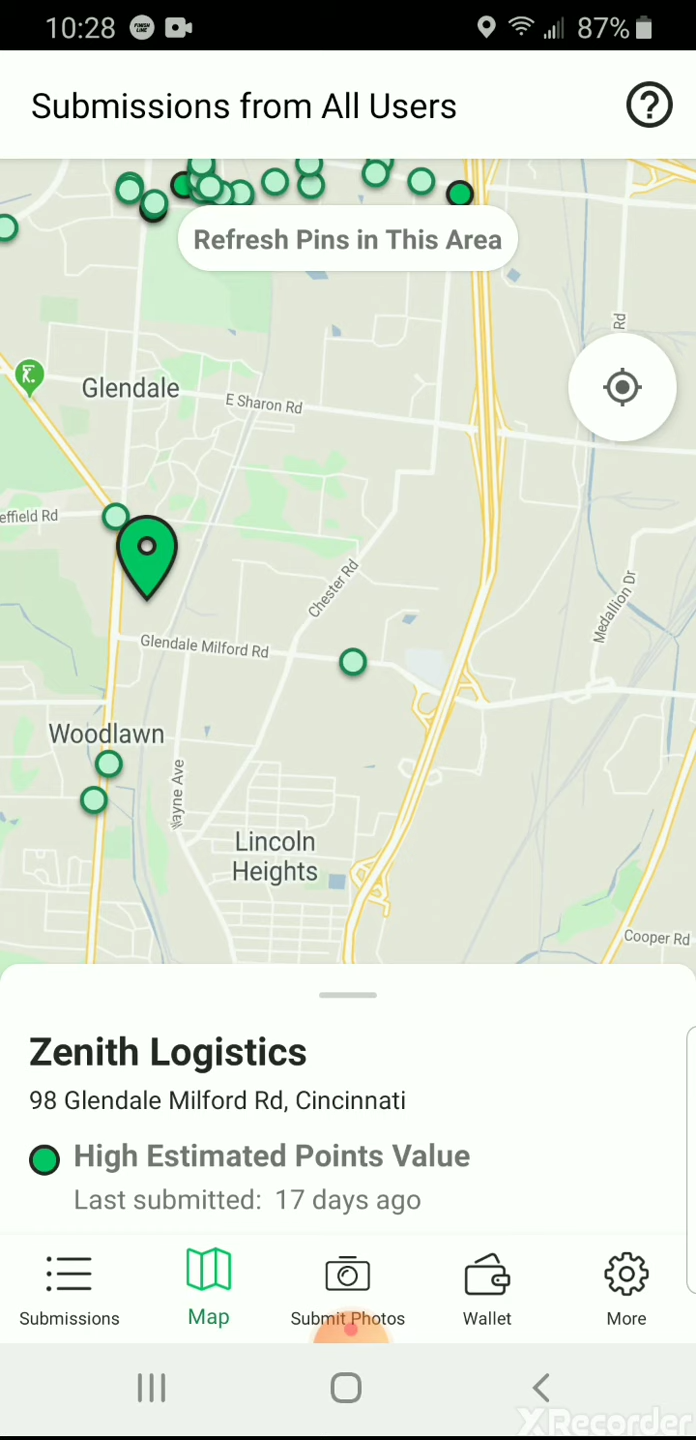 10:28
FINISH LINE
87%
Submissions from All Users
Refresh Pins in This Area
Rd
Glendale
E Sharon Rd
effield Rd
Chester Rd
Medallion Dr
Glendale Milford Rd
Woodlawn
Wayne Ave
Lincoln
Heights
Cooper Rd
Zenith Logistics
98 Glendale Milford Rd, Cincinnati
High Estimated Points Value
Last submitted: 17 days ago
Submissions
Map
Submit Photos
Wallet
More
XRecorder